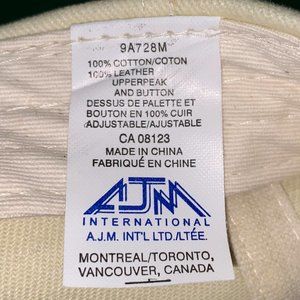 9A728M
100% COTTON/COTON
100% LEATHER
UPPERPEAK
AND BUTTON
DESSUS DE PALETTE ET
BOUTON EN 100% CUIR
ADJUSTABLE/AJUSTABLE
CA 08123
MADE IN CHINA
FABRIQUÉ EN CHINE
AJM
INTERNATIONAL
A.J.M. INT'L LTD./LTÉE.
MONTREAL/TORONTO,
VANCOUVER, CANADA